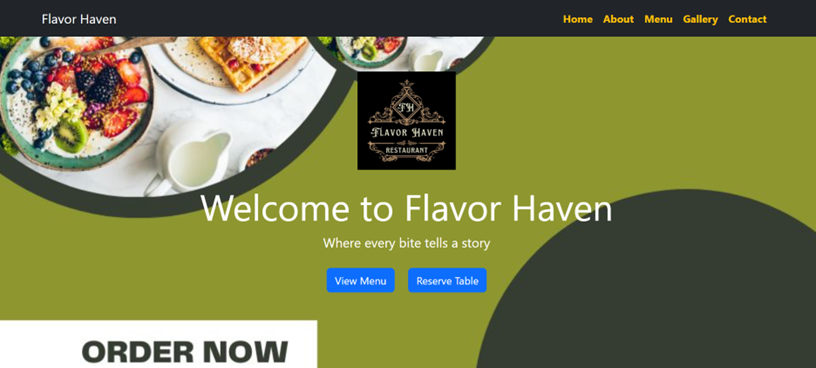 Flavor Haven
Home About Menu Gallery Contact
FH
FLAVOR HAVEN
RESTAURANT
Welcome to Flavor Haven
Where every bite tells a story
View Menu Reserve Table
ORDER NOW